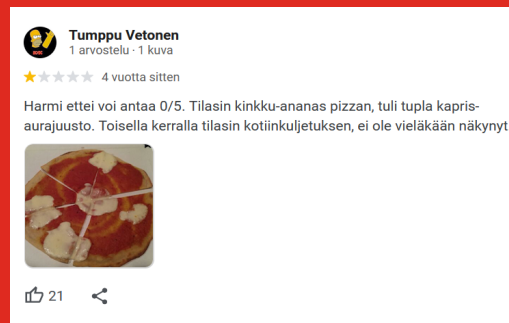 Tumppu Vetonen
1 arvostelu · 1 kuva
4 vuotta sitten
Harmi ettei voi antaa 0/5. Tilasin kinkku-ananas pizzan, tuli tupla kapris-
aurajuusto. Toisella kerralla tilasin kotiinkuljetuksen, ei ole vieläkään näkynyt
21